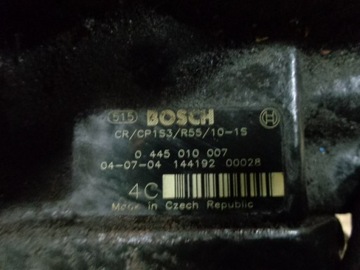 515 BOSCH
CR/CP1S3/R55/10-1S
0 445 010 007
04-07-04 144192 00028
4C
Made in Czech Republic